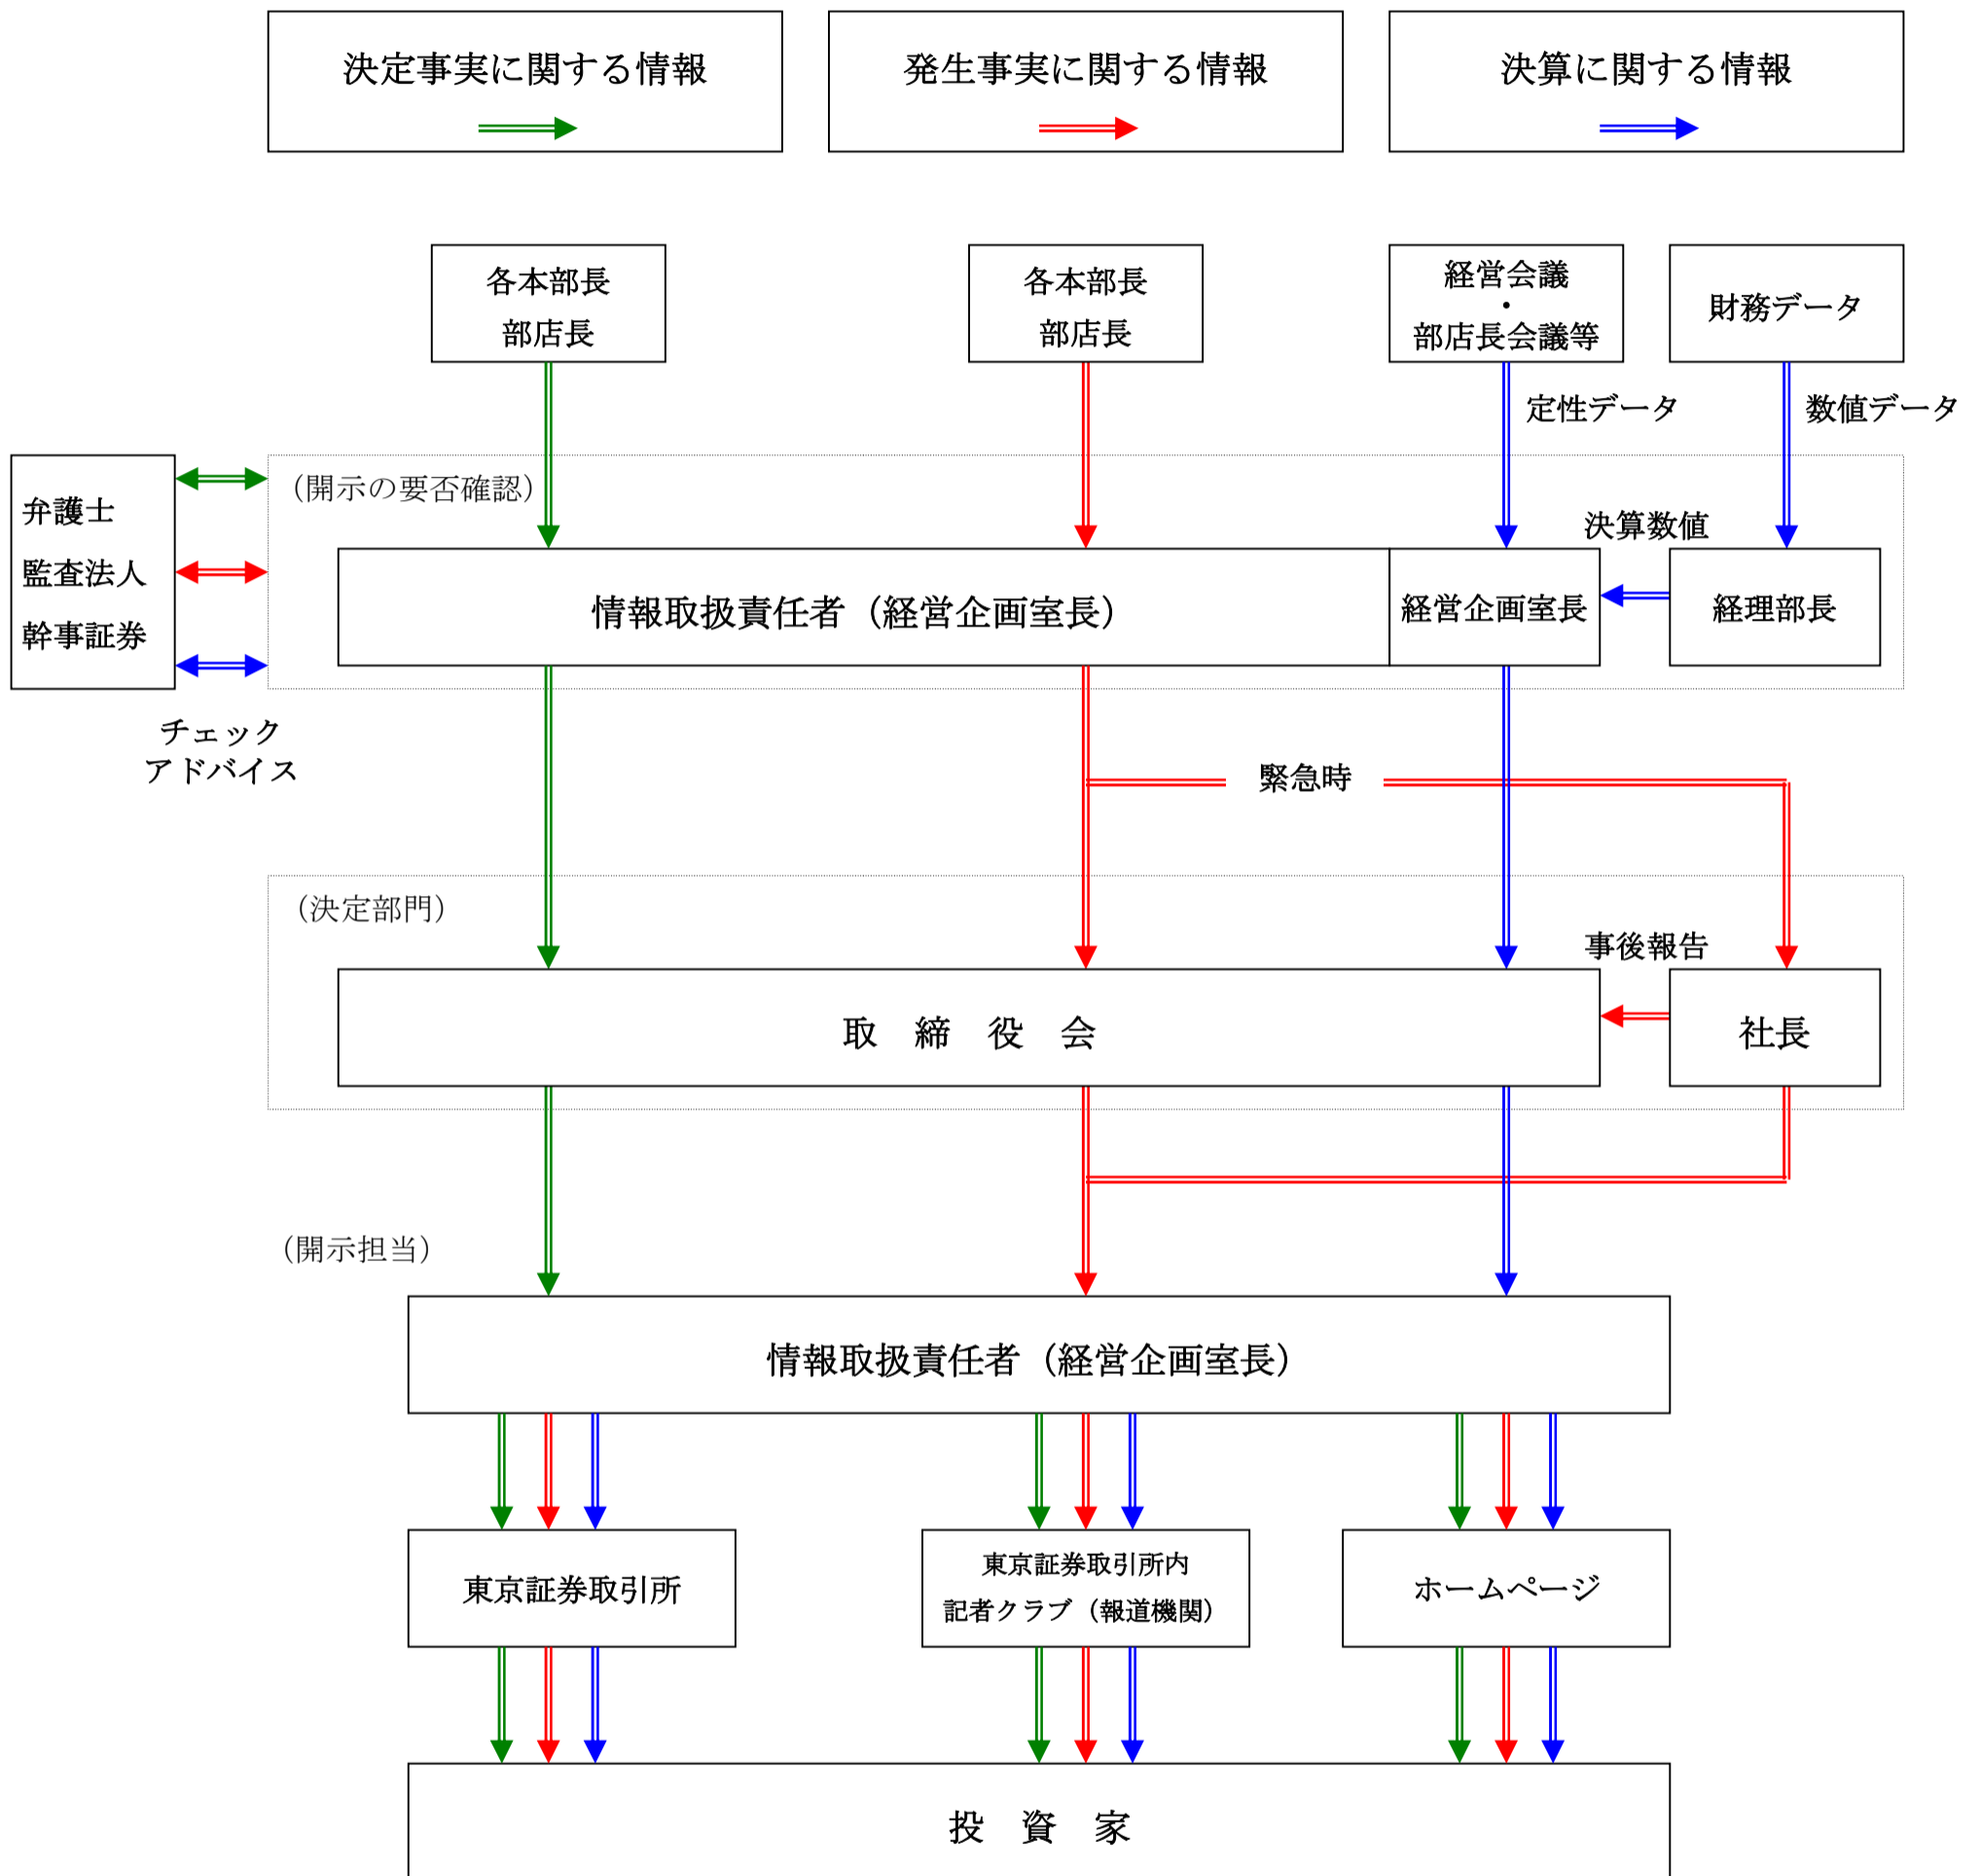 決定事実に関する情報
発生事実に関する情報
決算に関する情報
各本部長
部店長
各本部長
部店長
経営会議
・
部店長会議等
財務データ
定性データ
数値データ
弁護士
監査法人
幹事証券
（開示の要否確認）
決算数値
情報取扱責任者（経営企画室長）
経営企画室長
経理部長
チェック
アドバイス
緊急時
（決定部門）
事後報告
取　締　役　会
社長
（開示担当）
情報取扱責任者（経営企画室長）
東京証券取引所
東京証券取引所内
記者クラブ（報道機関）
ホームページ
投　資　家